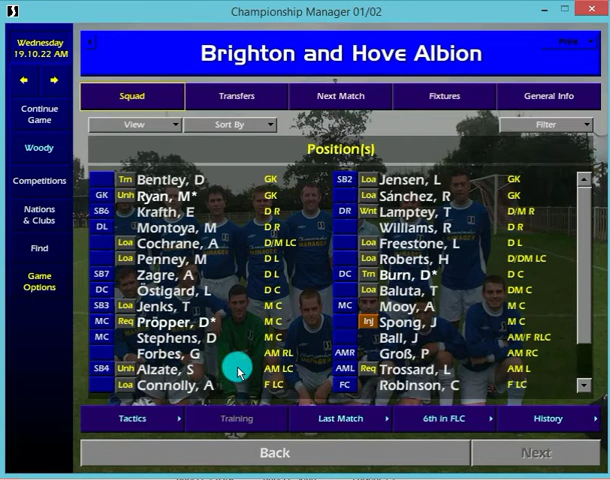 Championship Manager 01/02
Wednesday
19.10.22 AM
Brighton and Hove Albion
Continue
Game
Woody
Competitions
Nations
& Clubs
Find
Game
Options
Squad
Transfers
Next Match
Fixtures
General Info
View
Sort By
Filter
Position(s)
Trn Bentley, D GK
GK Unh Ryan, M* GK
SB6 Krafth, E D R
DL Montoya, M D R
Loa Cochrane, A D/M LC
Loa Penney, M D L
SB7 Zagre, A D L
DC Östigard, L D C
SB3 Loa Jenks, T M C
MC Req Pröpper, D* M C
MC Stephens, D M C
Forbes, G AM RL
SB4 Unh Alzate, S AM LC
Loa Connolly, A F LC
SB2 Loa Jensen, L GK
Loa Sánchez, R GK
DR Wnt Lamptey, T D/M R
Williams, R D R
Loa Freestone, L D L
Loa Roberts, H D/DM LC
DC Trn Burn, D* D C
Loa Baluta, T DM C
MC Mooy, A M C
Inj Spong, J M C
Ball, J AM/F RLC
AMR Groß, P AM RC
AML Req Trossard, L AM L
FC Robinson, C F C
Tactics
Training
Last Match
6th in FLC
History
Back
Next